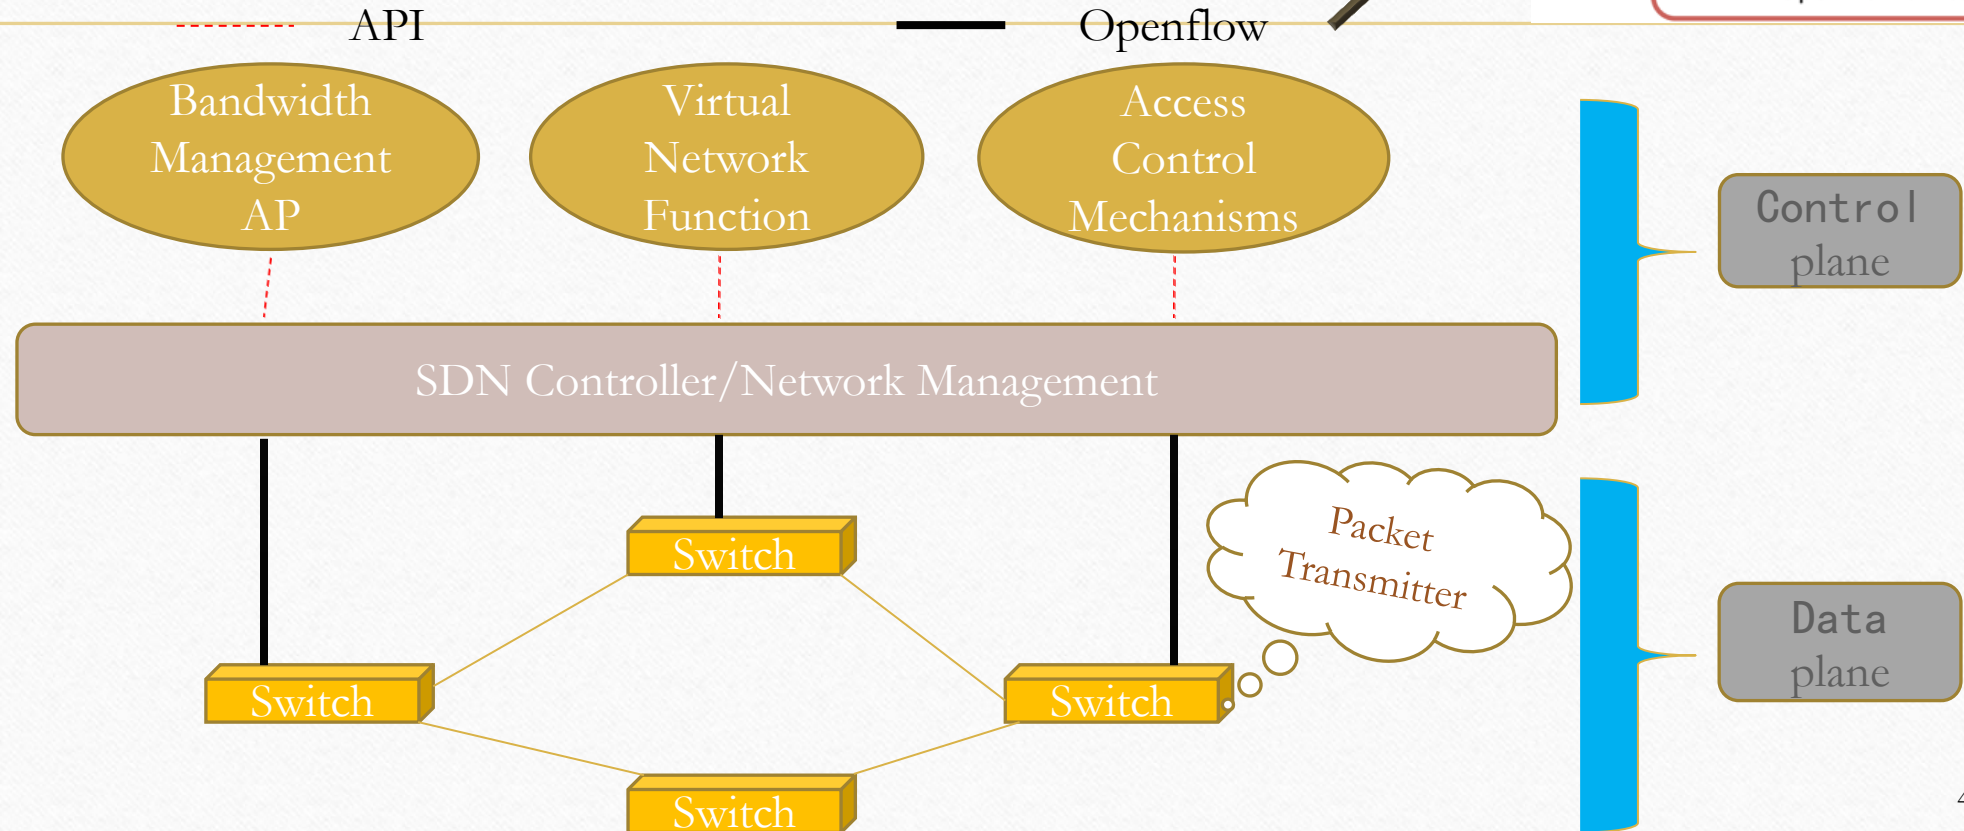 API
Openflow
Bandwidth
Management
AP
Virtual
Network
Function
Access
Control
Mechanisms
Control
plane
SDN Controller/Network Management
Packet
Transmitter
Switch
Switch
Switch
Data
plane
Switch